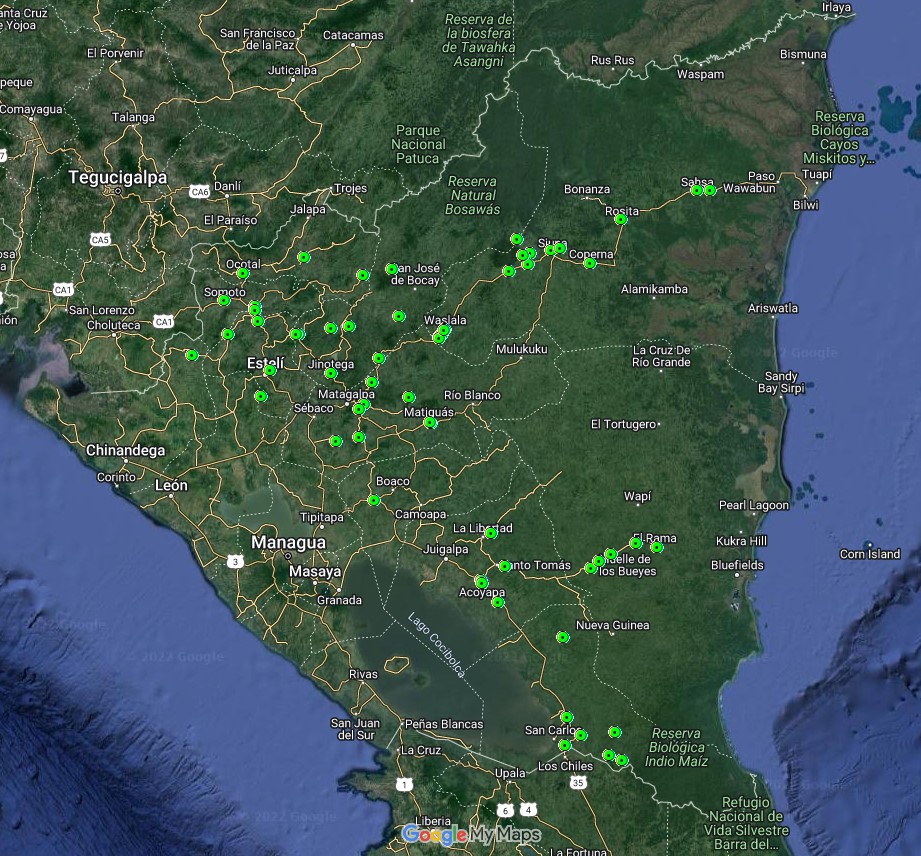 Irlaya
anta Cruz
e Yojoa
San Francisco
de la Paz
Catacamas
Reserva de
la biosfera
de Tawahka
Asangni
El Porvenir
Juticalpa
Rus Rus
Bismuna
Waspam
peque
Comayagua
Talanga
Parque
Nacional
Patuca
Reserva
Biológica
Cayos
Miskitos y...
7
Tegucigalpa
CA6
Danlí
Trojes
Reserva
Natural
Bosawás
Bonanza
Sahsa
Paso
Wawabun
Tuapí
Bilwi
El Paraíso
Jalapa
Rosita
CA5
Siuna
Coperna
osa
a
Ocotal
San José
de Bocay
CA1
Somoto
Alamikamba
San Lorenzo
Choluteca
CA1
ión
Waslala
Ariswatla
Mulukuku
La Cruz De
Río Grande
© 2022 Google
Estelí
Jinotega
Sandy
Bay Sirpi
Matagalpa
Sébaco
Río Blanco
Matiguás
El Tortugero
Chinandega
Corinto
León
Boaco
Wapí
Tipitapa
Camoapa
Pearl Lagoon
La Libertad
Managua
El Rama
Kukra Hill
Corn Island
3
Juigalpa
Masaya
anto Tomás
uelle de
los Bueyes
Bluefields
Granada
Acoyapa
Lago Cocibolca
Nueva Guinea
© 2022 Google
Rivas
San Juan
del Sur
Peñas Blancas
San Carlos
Reserva
Biológica
Indio Maíz
La Cruz
Los Chiles
Upala
1
35
6
4
Refugio
Nacional de
Vida Silvestre
Barra del...
Liberia
Google My Maps
La Fortuna